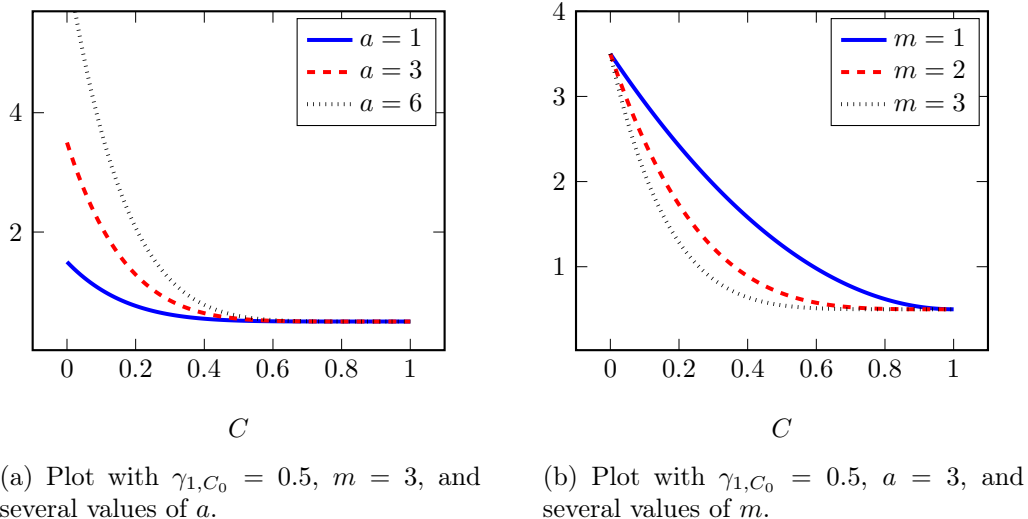 a = 1
a = 3
a = 6
4
2
0 0.2 0.4 0.6 0.8 1
C
(a) Plot with γ₁,C₀ = 0.5, m = 3, and
several values of a.
m = 1
m = 2
m = 3
4
3
2
1
0 0.2 0.4 0.6 0.8 1
C
(b) Plot with γ₁,C₀ = 0.5, a = 3, and
several values of m.